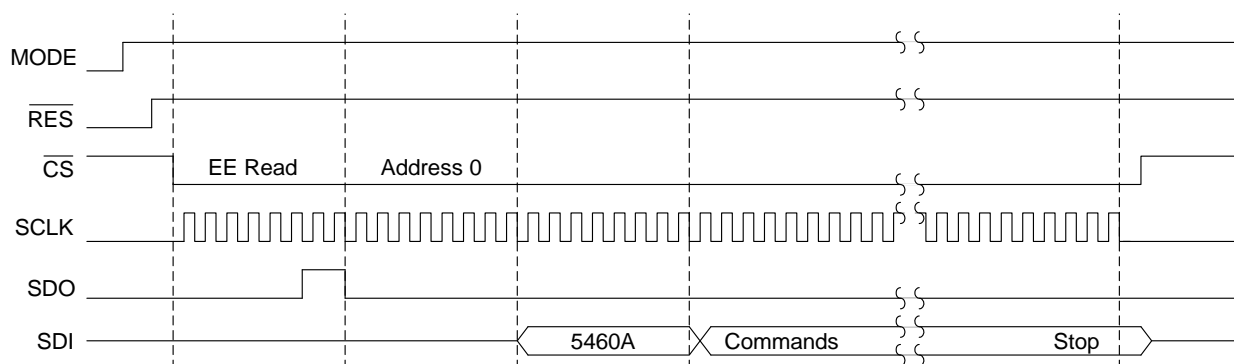 MODE
RES
CS EE Read Address 0
SCLK
SDO
SDI 5460A Commands Stop